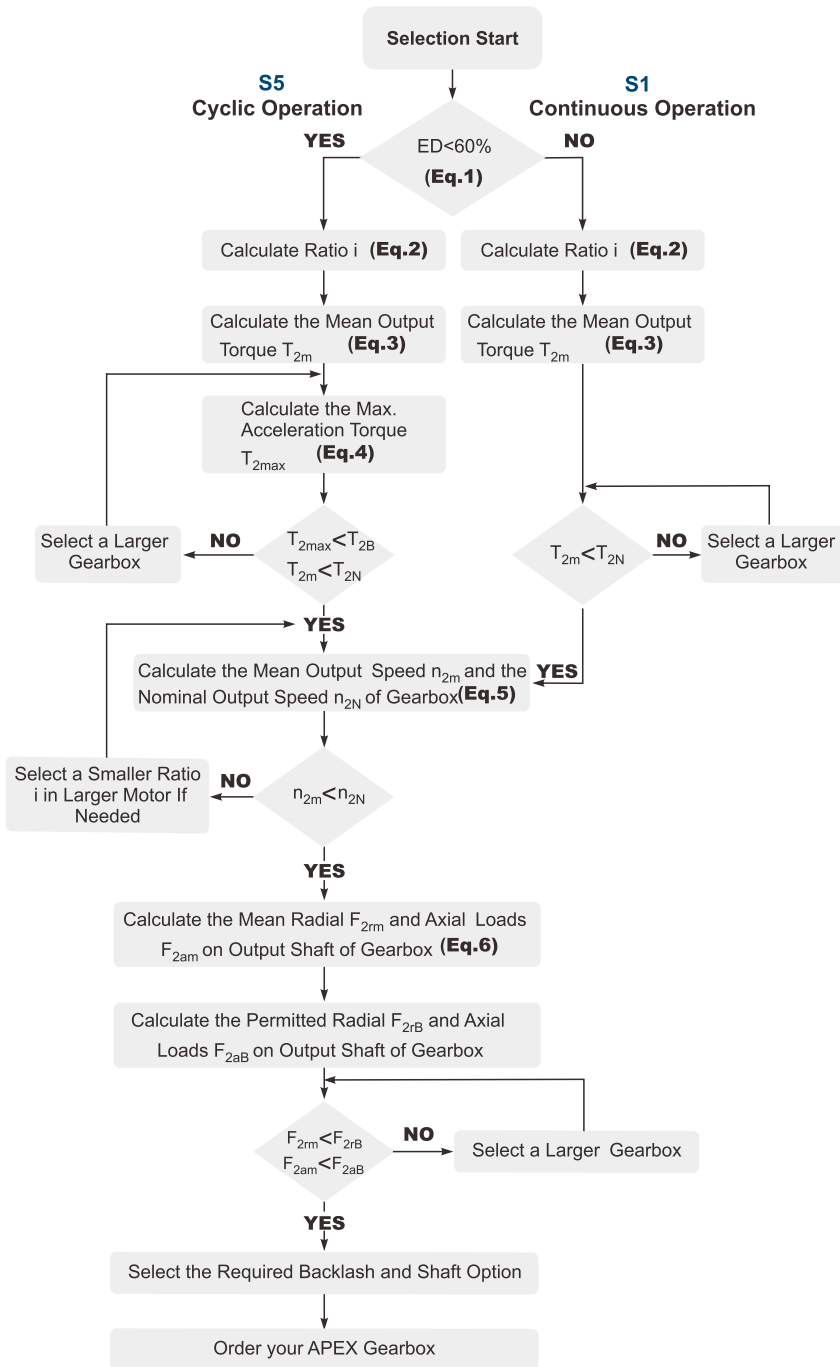 Selection Start
S5
Cyclic Operation
S1
Continuous Operation
YES
ED<60%
(Eq.1)
NO
Calculate Ratio i (Eq.2)
Calculate Ratio i (Eq.2)
Calculate the Mean Output
Torque T2m (Eq.3)
Calculate the Mean Output
Torque T2m (Eq.3)
Calculate the Max.
Acceleration Torque
T2max (Eq.4)
Select a Larger
Gearbox
NO
T2max<T2B
T2m<T2N
T2m<T2N
NO
Select a Larger
Gearbox
YES
Calculate the Mean Output Speed n2m and the
Nominal Output Speed n2N of Gearbox(Eq.5)
YES
Select a Smaller Ratio
i in Larger Motor If
Needed
NO
n2m<n2N
YES
Calculate the Mean Radial F2rm and Axial Loads
F2am on Output Shaft of Gearbox (Eq.6)
Calculate the Permitted Radial F2rB and Axial
Loads F2aB on Output Shaft of Gearbox
F2rm<F2rB
F2am<F2aB
NO
Select a Larger Gearbox
YES
Select the Required Backlash and Shaft Option
Order your APEX Gearbox